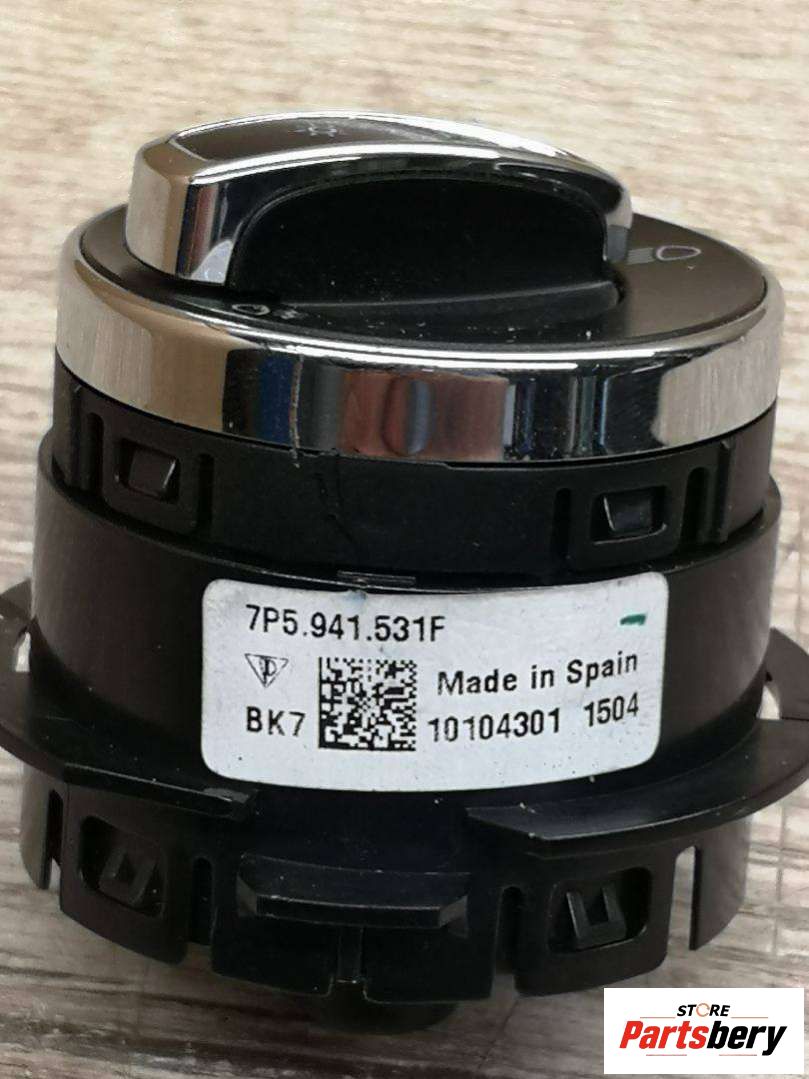 7P5.941.531F
Made in Spain
BK7 10104301 1504
STORE
Partsbery